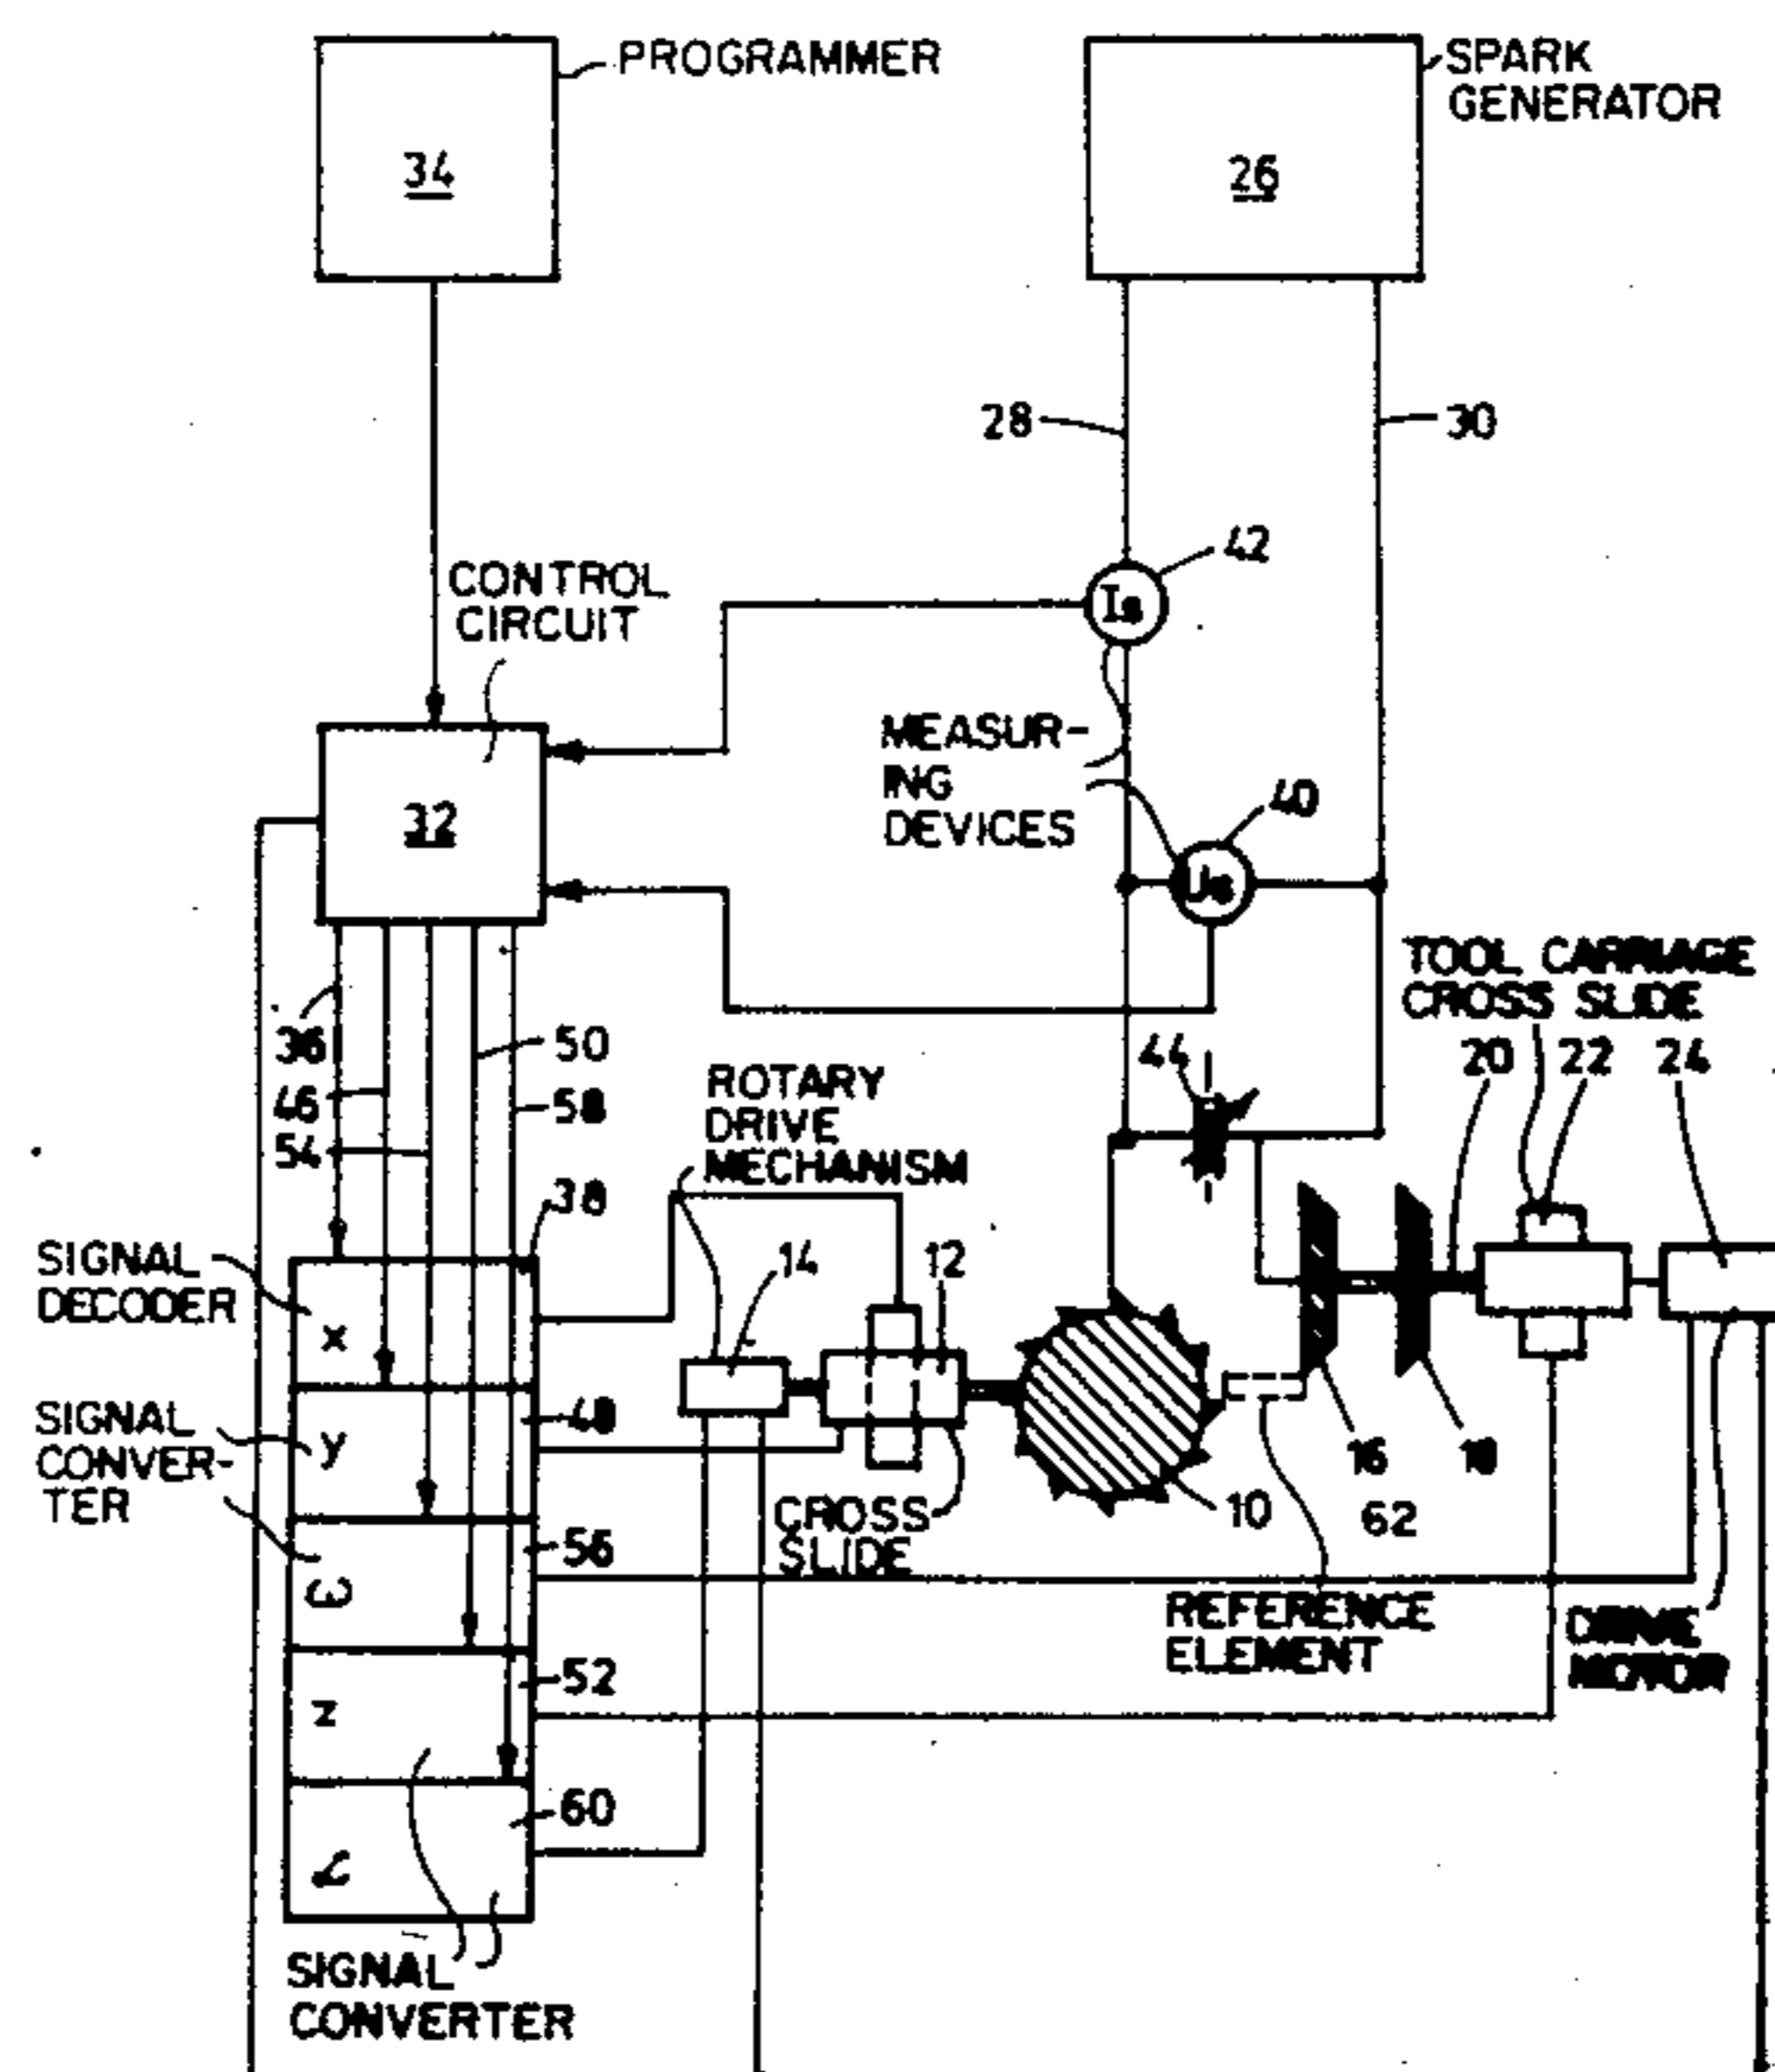 PROGRAMMER
34
SPARK
GENERATOR
26
28
30
42
CONTROL
CIRCUIT
32
MEASUR-
ING
DEVICES
40
TOOL CARRIAGE
CROSS SLIDE
36
46
54
50
58
ROTARY
DRIVE
MECHANISM
44
20
22
24
38
SIGNAL
DECODER
x
14
12
SIGNAL
CONVER-
TER
y
48
16
18
10
62
CROSS
SLIDE
ω
56
REFERENCE
ELEMENT
DRIVE
MOTOR
z
52
60
SIGNAL
CONVERTER